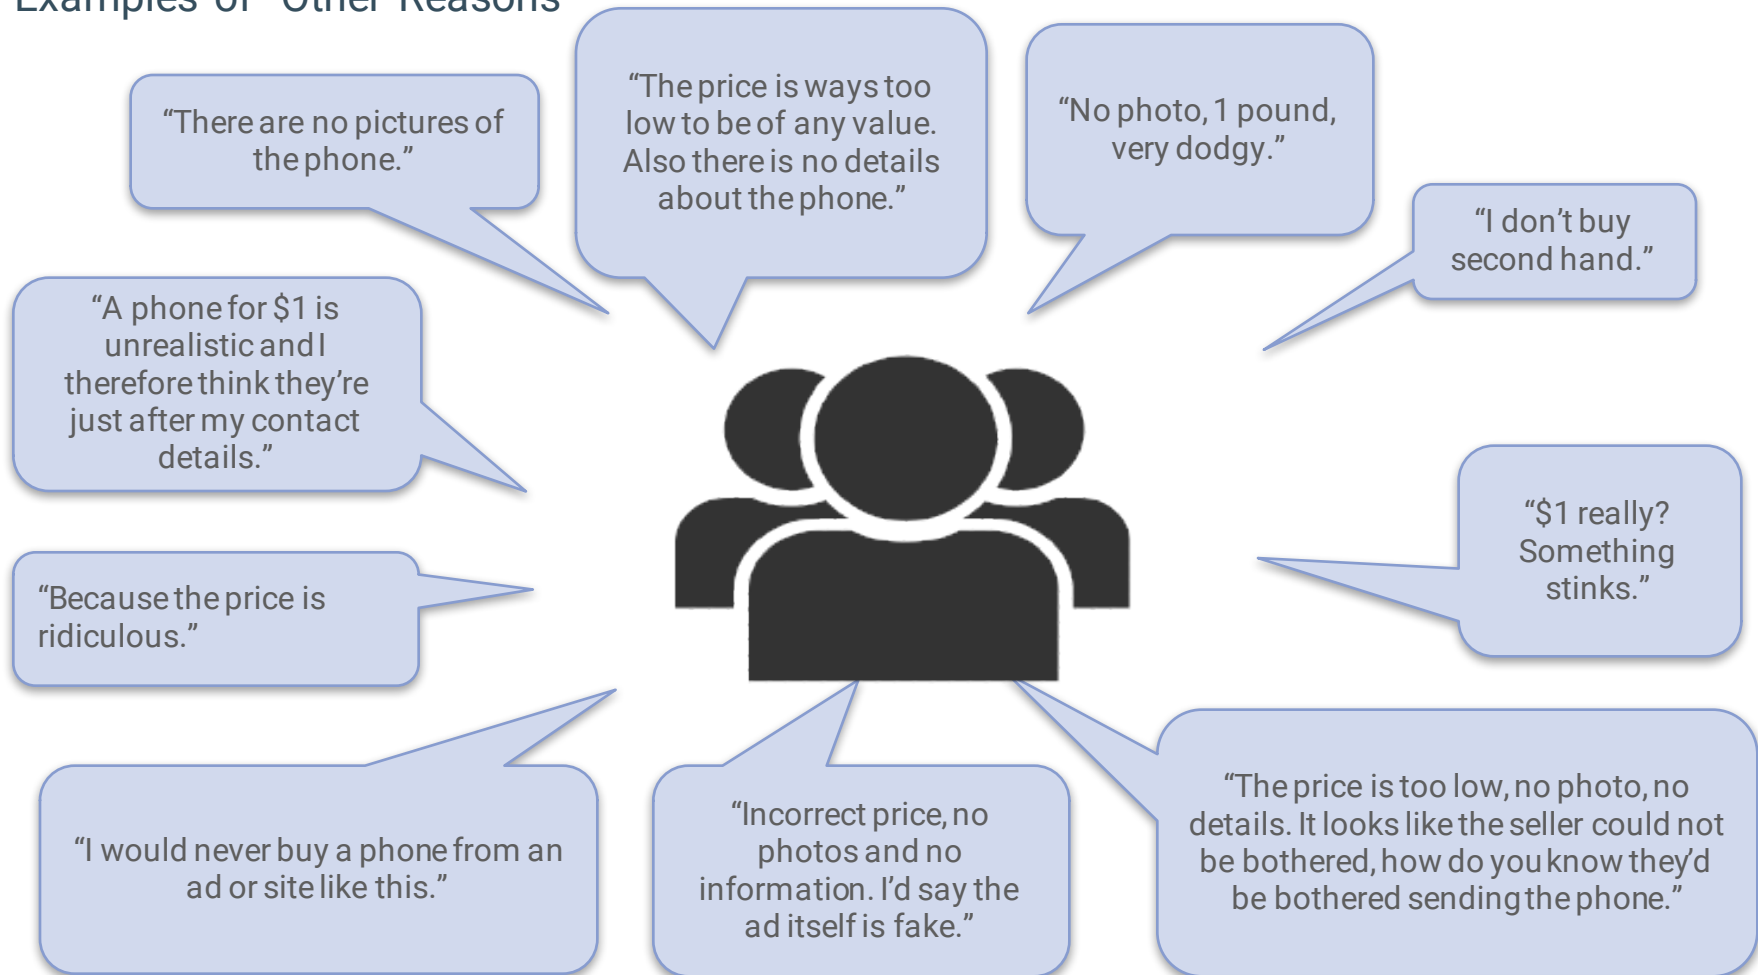 Examples of "Other Reasons"
“There are no pictures of
the phone.”
“The price is ways too
low to be of any value.
Also there is no details
about the phone.”
“No photo, 1 pound,
very dodgy.”
“I don’t buy
second hand.”
“A phone for $1 is
unrealistic and I
therefore think they’re
just after my contact
details.”
“$1 really?
Something
stinks.”
“Because the price is
ridiculous.”
“I would never buy a phone from an
ad or site like this.”
“Incorrect price, no
photos and no
information. I’d say the
ad itself is fake.”
“The price is too low, no photo, no
details. It looks like the seller could not
be bothered, how do you know they’d
be bothered sending the phone.”